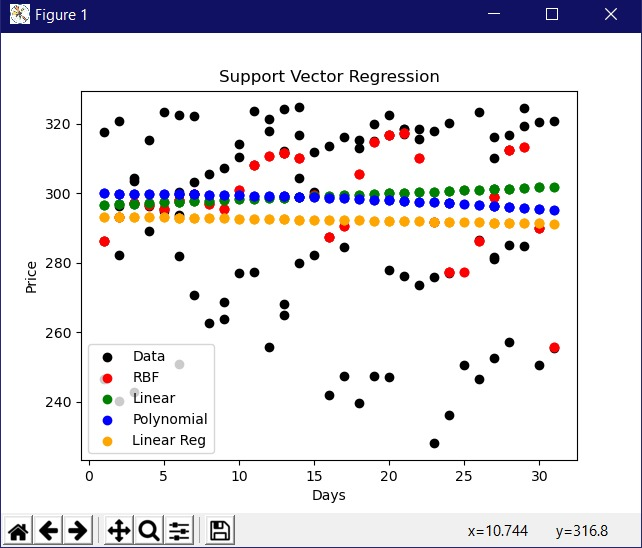 Figure 1
Support Vector Regression
Price
320
300
280
260
240
Data
RBF
Linear
Polynomial
Linear Reg
0 5 10 15 20 25 30
Days
x=10.744 y=316.8